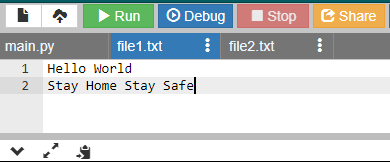 Run Debug Stop Share
main.py file1.txt file2.txt
1 Hello World
2 Stay Home Stay Safe